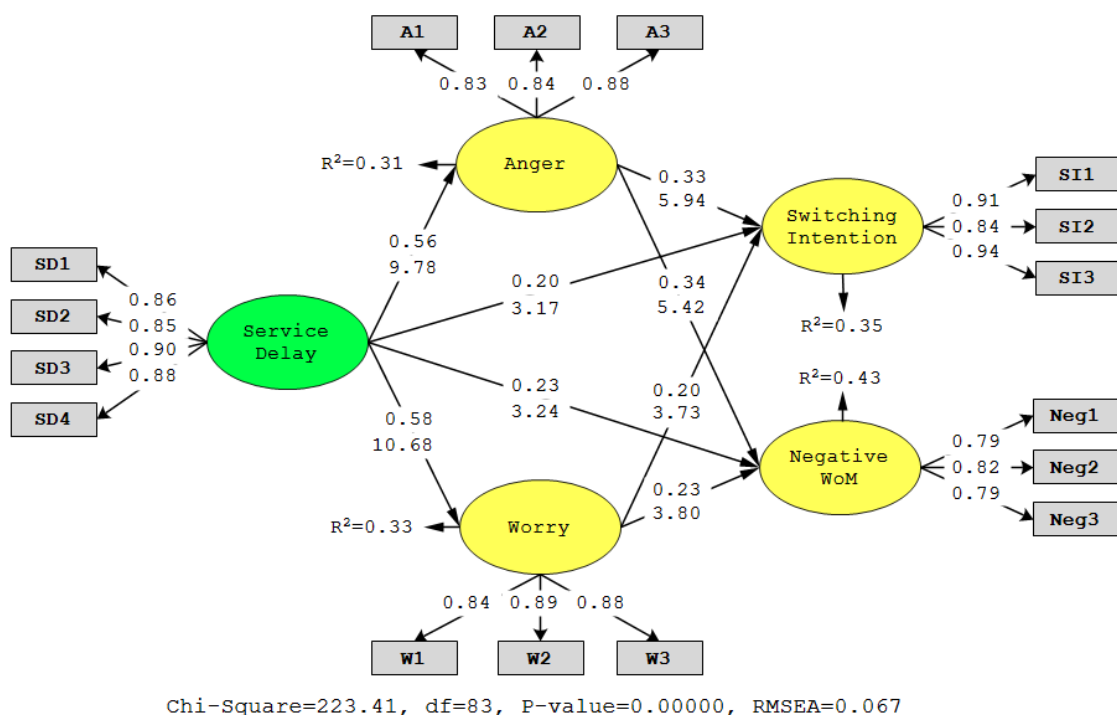 A1
A2
A3
0.83
0.84
0.88
R²=0.31
Anger
0.33
5.94
Switching
Intention
0.91
0.84
0.94
SI1
SI2
SI3
0.56
9.78
0.20
3.17
0.34
5.42
R²=0.35
SD1
SD2
SD3
SD4
0.86
0.85
0.90
0.88
Service
Delay
0.58
10.68
0.23
3.24
0.20
3.73
R²=0.43
Negative
WoM
0.79
0.82
0.79
Neg1
Neg2
Neg3
0.23
3.80
R²=0.33
Worry
0.84
0.89
0.88
W1
W2
W3
Chi-Square=223.41, df=83, P-value=0.00000, RMSEA=0.067